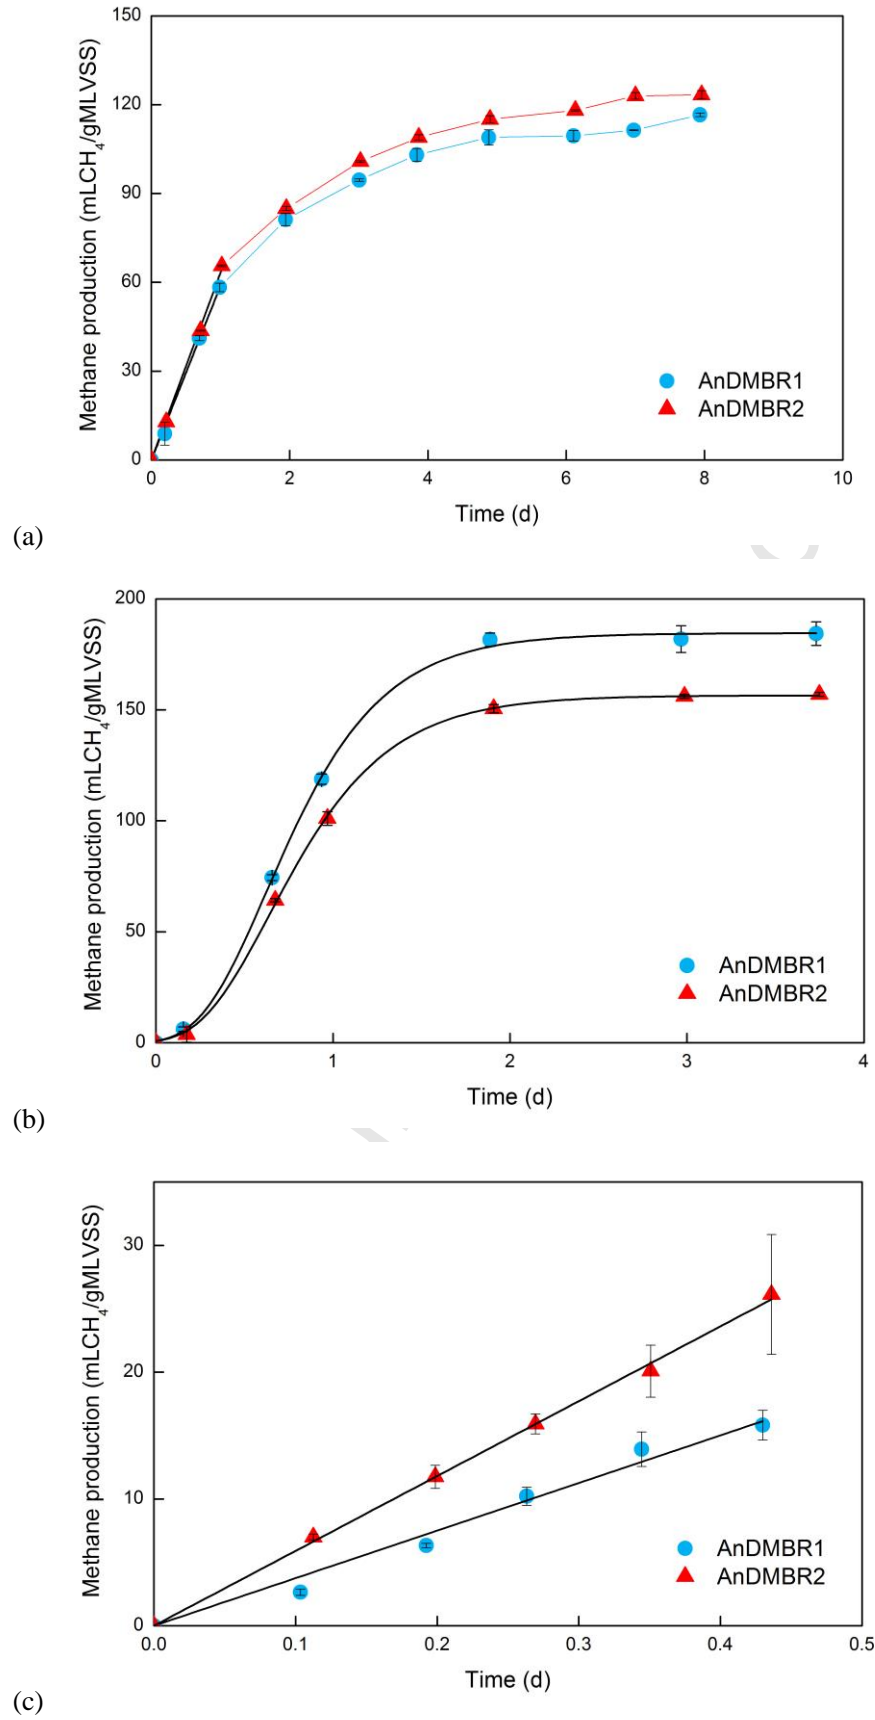 150
120
90
60
30
0
Methane production (mLCH₄/gMLVSS)
AnDMBR1
AnDMBR2
0 2 4 6 8 10
Time (d)
(a)
200
150
100
50
0
Methane production (mLCH₄/gMLVSS)
AnDMBR1
AnDMBR2
0 1 2 3 4
Time (d)
(b)
30
20
10
0
Methane production (mLCH₄/gMLVSS)
AnDMBR1
AnDMBR2
0.0 0.1 0.2 0.3 0.4 0.5
Time (d)
(c)